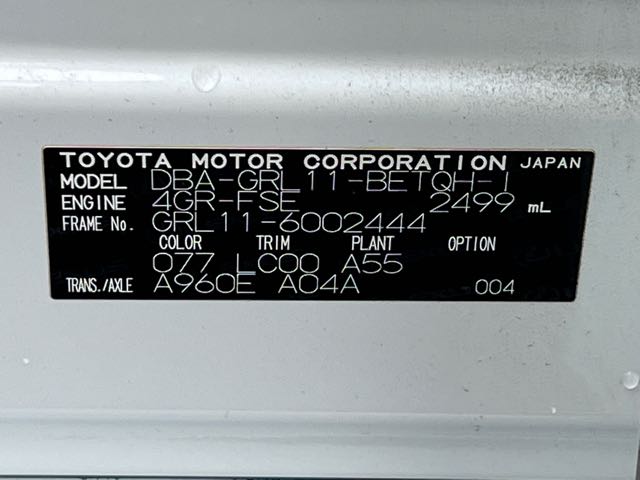 TOYOTA MOTOR CORPORATION JAPAN
MODEL DBA-GRL11-BETQH-I
ENGINE 4GR-FSE 2499 mL
FRAME No. GRL11-6002444
COLOR TRIM PLANT OPTION
077 LC00 A55
TRANS./AXLE A960E A04A 004